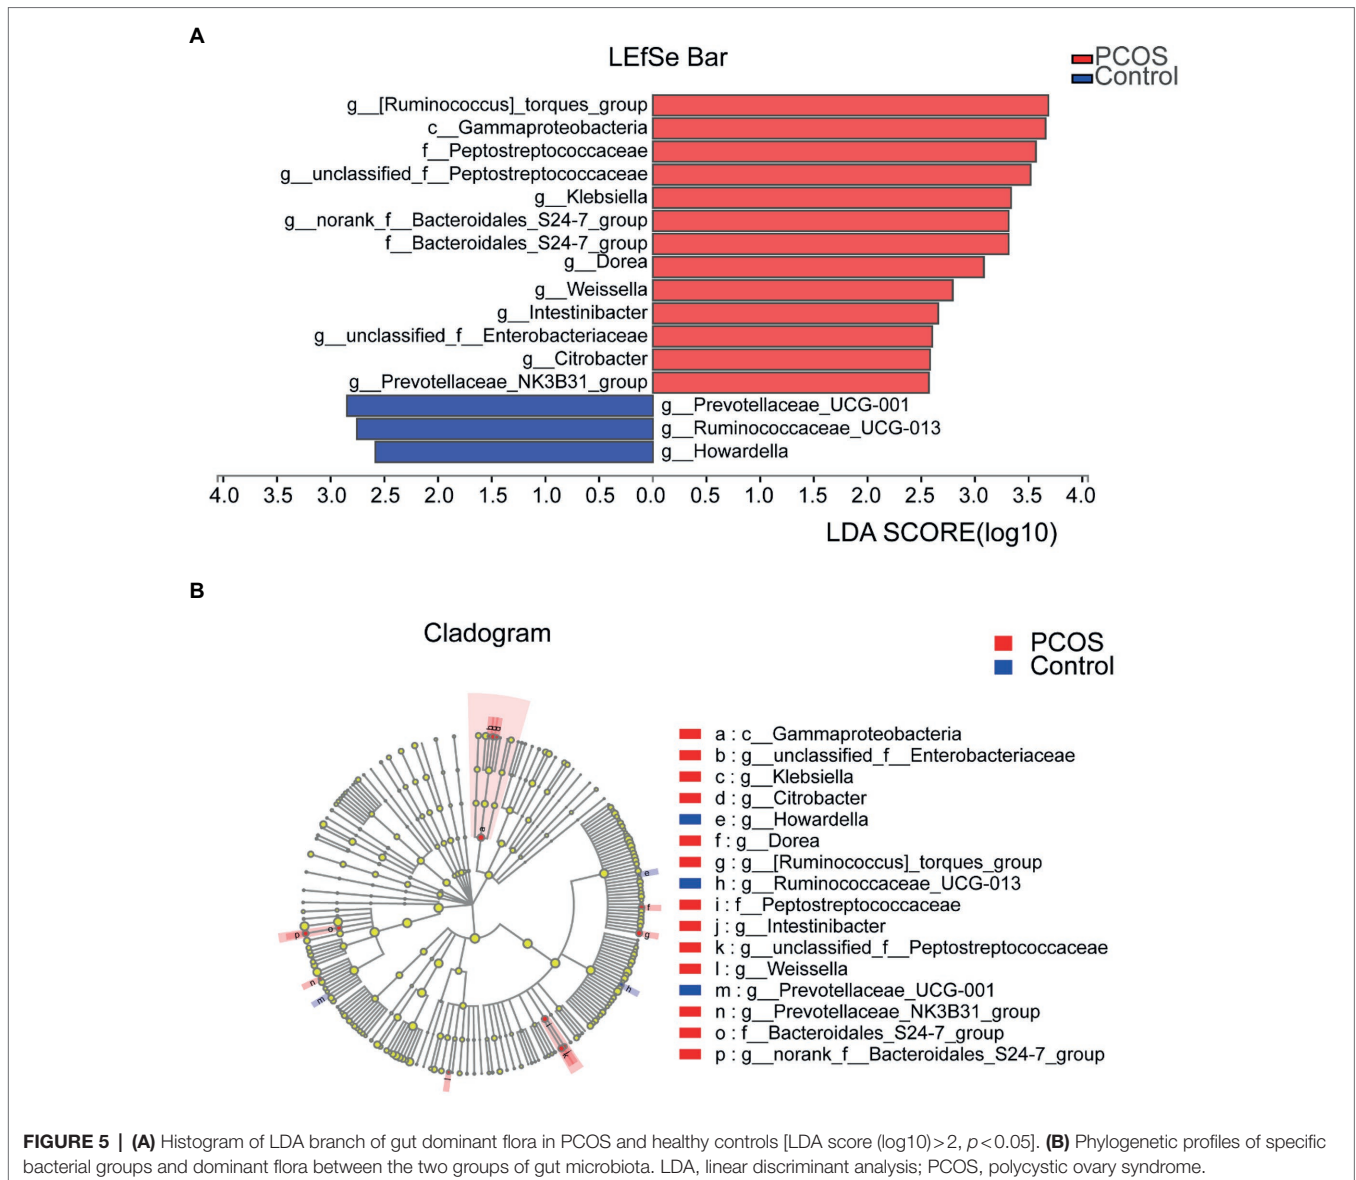 A
LEfSe Bar
PCOS
Control
g__[Ruminococcus]_torques_group
c__Gammaproteobacteria
f__Peptostreptococcaceae
g__unclassified_f__Peptostreptococcaceae
g__Klebsiella
g__norank_f__Bacteroidales_S24-7_group
f__Bacteroidales_S24-7_group
g__Dorea
g__Weissella
g__Intestinibacter
g__unclassified_f__Enterobacteriaceae
g__Citrobacter
g__Prevotellaceae_NK3B31_group
g__Prevotellaceae_UCG-001
g__Ruminococcaceae_UCG-013
g__Howardella
4.0 3.5 3.0 2.5 2.0 1.5 1.0 0.5 0.0 0.5 1.0 1.5 2.0 2.5 3.0 3.5 4.0
LDA SCORE(log10)
B
Cladogram
PCOS
Control
a : c__Gammaproteobacteria
b : g__unclassified_f__Enterobacteriaceae
c : g__Klebsiella
d : g__Citrobacter
e : g__Howardella
f : g__Dorea
g : g__[Ruminococcus]_torques_group
h : g__Ruminococcaceae_UCG-013
i : f__Peptostreptococcaceae
j : g__Intestinibacter
k : g__unclassified_f__Peptostreptococcaceae
l : g__Weissella
m : g__Prevotellaceae_UCG-001
n : g__Prevotellaceae_NK3B31_group
o : f__Bacteroidales_S24-7_group
p : g__norank_f__Bacteroidales_S24-7_group
a
e
f
g
h
k
l
m
n
o
p
FIGURE 5 | (A) Histogram of LDA branch of gut dominant flora in PCOS and healthy controls [LDA score (log10)>2, p<0.05]. (B) Phylogenetic profiles of specific
bacterial groups and dominant flora between the two groups of gut microbiota. LDA, linear discriminant analysis; PCOS, polycystic ovary syndrome.